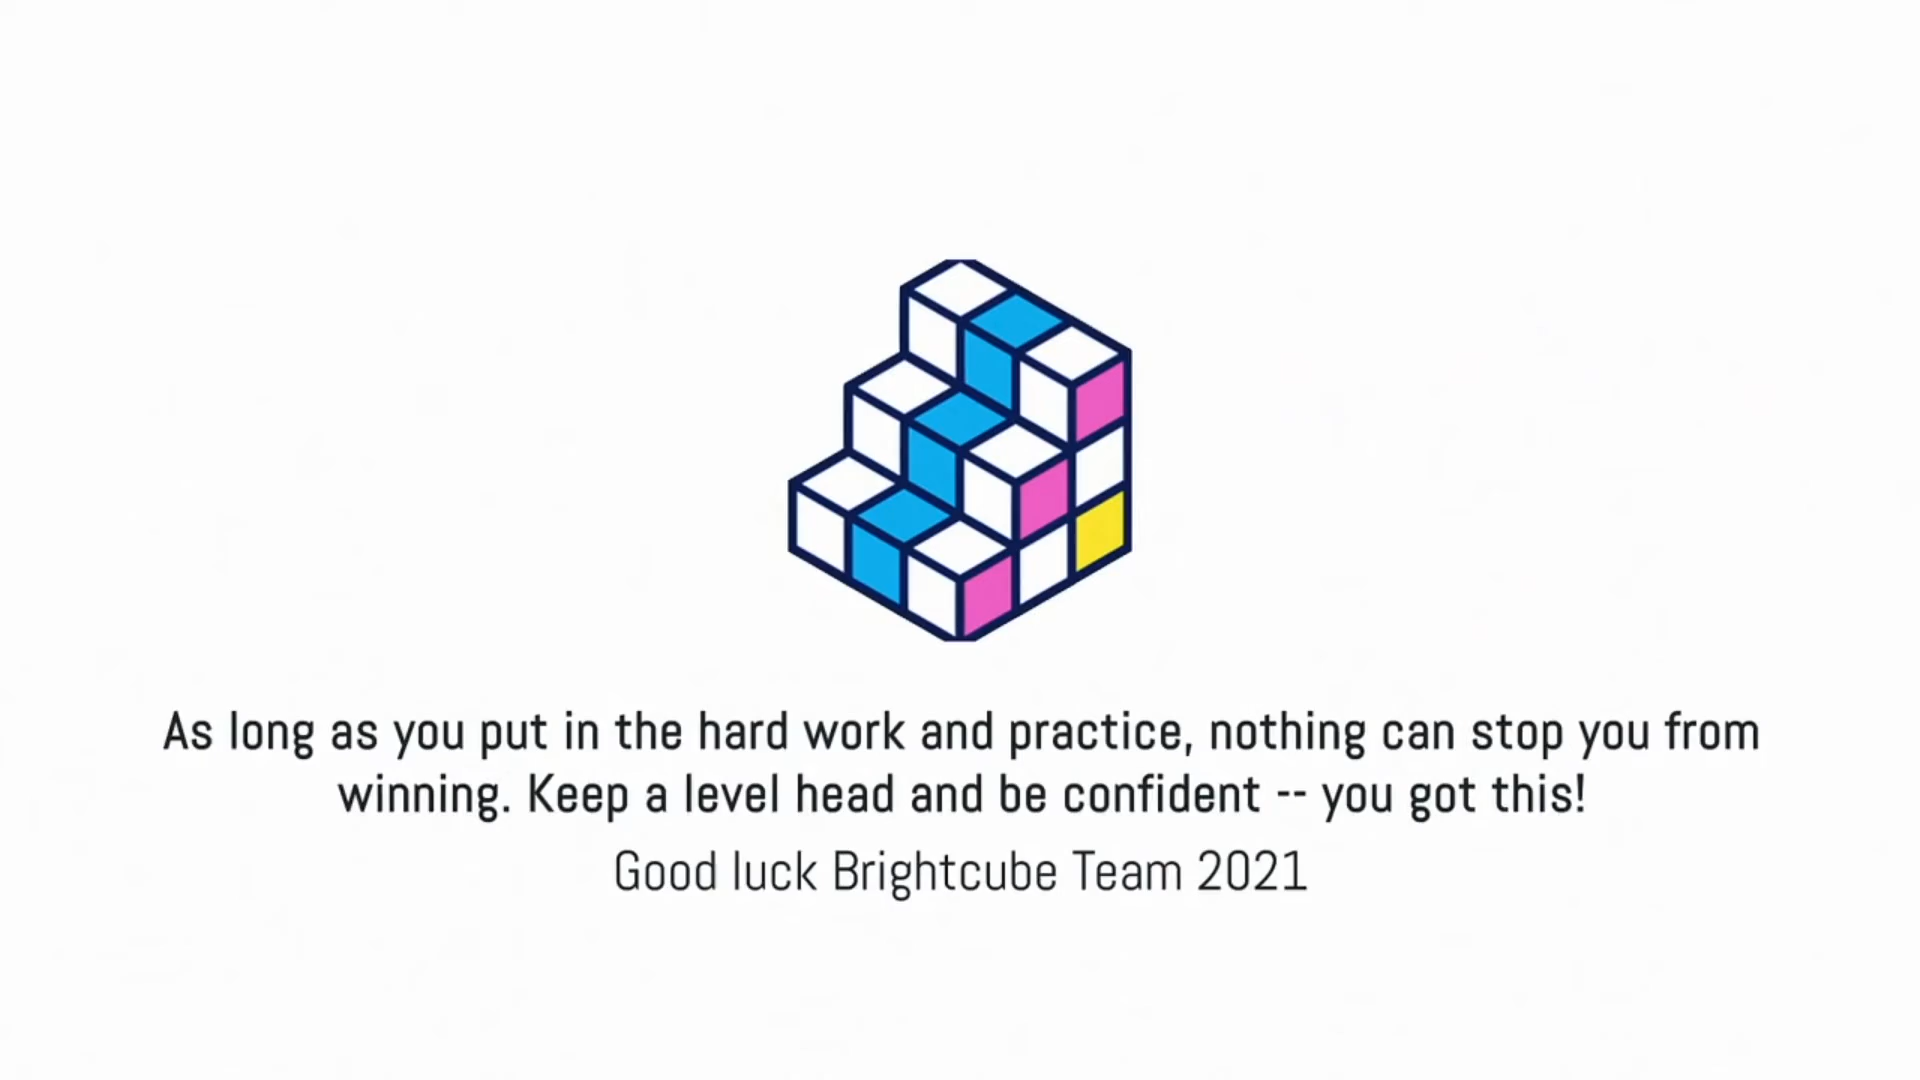 As long as you put in the hard work and practice, nothing can stop you from
winning. Keep a level head and be confident -- you got this!
Good luck Brightcube Team 2021